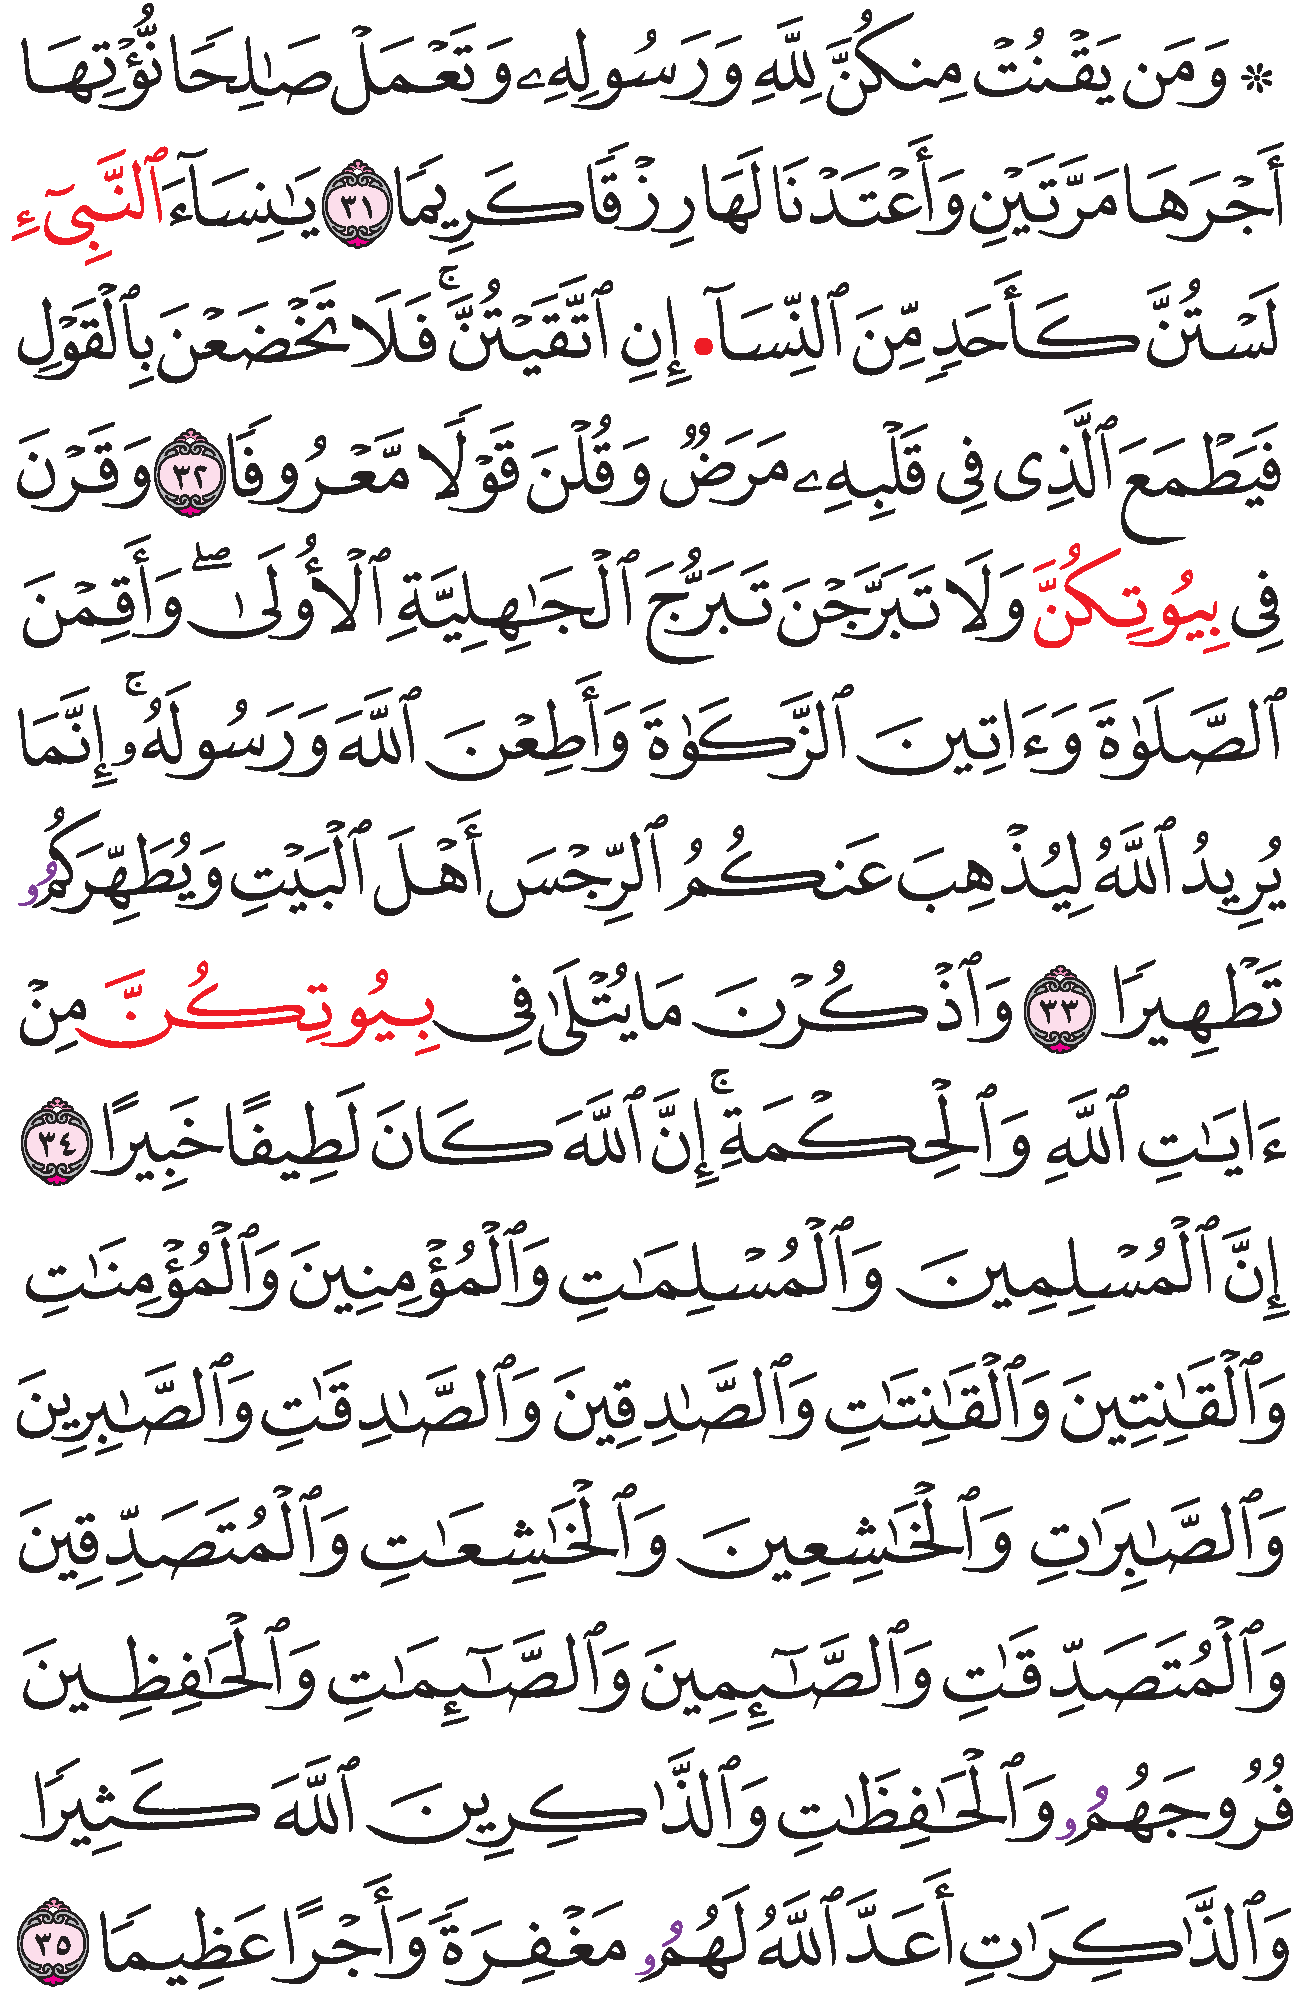 ۞ وَمَن يَقْنُتْ مِنكُنَّ لِلَّهِ وَرَسُولِهِۦ وَتَعْمَلْ صَـٰلِحًا نُّؤْتِهَا
أَجْرَهَا مَرَّتَيْنِ وَأَعْتَدْنَا لَهَا رِزْقًا كَرِيمًا ٣١ يَـٰنِسَآءَ ٱلنَّبِىٓءِ
لَسْتُنَّ كَأَحَدٍ مِّنَ ٱلنِّسَآ• إِنِ ٱتَّقَيْتُنَّ ۚ فَلَا تَخْضَعْنَ بِالْقَوْلِ
فَيَطْمَعَ ٱلَّذِى فِى قَلْبِهِۦ مَرَضٌ وَقُلْنَ قَوْلًا مَّعْرُوفًا ٣٢ وَقَرْنَ
فِى بِيُوتِكُنَّ وَلَا تَبَرَّجْنَ تَبَرُّجَ ٱلْجَـٰهِلِيَّةِ ٱلْأُولَىٰ ۖ وَأَقِمْنَ
ٱلصَّلَوٰةَ وَءَاتِينَ ٱلزَّكَوٰةَ وَأَطِعْنَ ٱللَّهَ وَرَسُولَهُۥ ۚ إِنَّمَا
يُرِيدُ ٱللَّهُ لِيُذْهِبَ عَنكُمُ ٱلرِّجْسَ أَهْلَ ٱلْبَيْتِ وَيُطَهِّرَكُمُۥ
تَطْهِيرًا ٣٣ وَٱذْكُرْنَ مَا يُتْلَىٰ فِى بِيُوتِكُنَّ مِنْ
ءَايَـٰتِ ٱللَّهِ وَٱلْحِكْمَةِ ۚ إِنَّ ٱللَّهَ كَانَ لَطِيفًا خَبِيرًا ٣٤
إِنَّ ٱلْمُسْلِمِينَ وَٱلْمُسْلِمَـٰتِ وَٱلْمُؤْمِنِينَ وَٱلْمُؤْمِنَـٰتِ
وَٱلْقَـٰنِتِينَ وَٱلْقَـٰنِتَـٰتِ وَٱلصَّـٰدِقِينَ وَٱلصَّـٰدِقَـٰتِ وَٱلصَّـٰبِرِينَ
وَٱلصَّـٰبِرَٰتِ وَٱلْخَـٰشِعِينَ وَٱلْخَـٰشِعَـٰتِ وَٱلْمُتَصَدِّقِينَ
وَٱلْمُتَصَدِّقَـٰتِ وَٱلصَّـٰٓئِمِينَ وَٱلصَّـٰٓئِمَـٰتِ وَٱلْحَـٰفِظِينَ
فُرُوجَهُمُۥ وَٱلْحَـٰفِظَـٰتِ وَٱلذَّٰكِرِينَ ٱللَّهَ كَثِيرًا
وَٱلذَّٰكِرَٰتِ أَعَدَّ ٱللَّهُ لَهُمُۥ مَغْفِرَةً وَأَجْرًا عَظِيمًا ٣٥